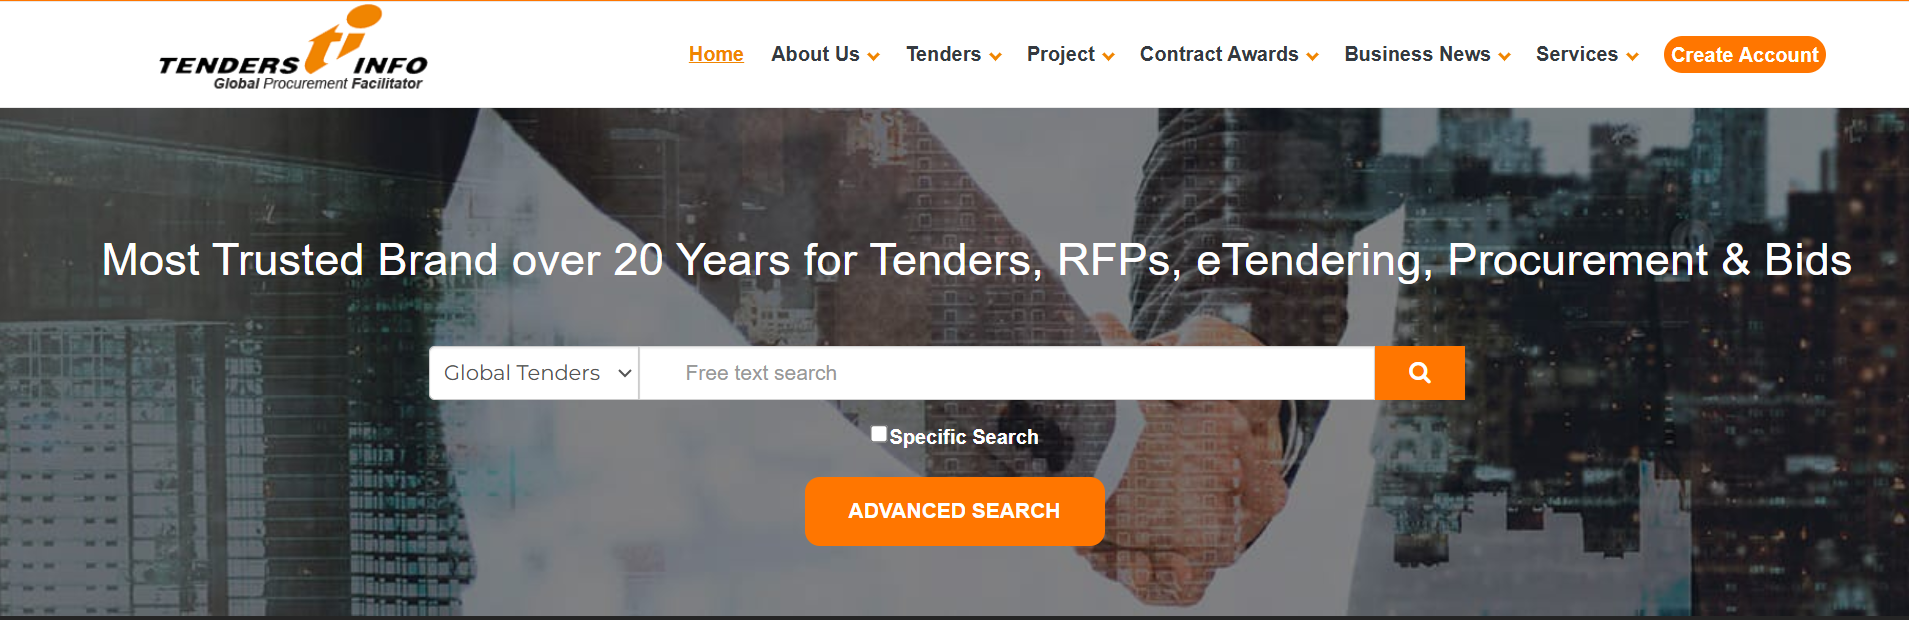 TENDERS ti INFO
Global Procurement Facilitator
Home About Us Tenders Project Contract Awards Business News Services Create Account
Most Trusted Brand over 20 Years for Tenders, RFPs, eTendering, Procurement & Bids
Global Tenders Free text search
Specific Search
ADVANCED SEARCH